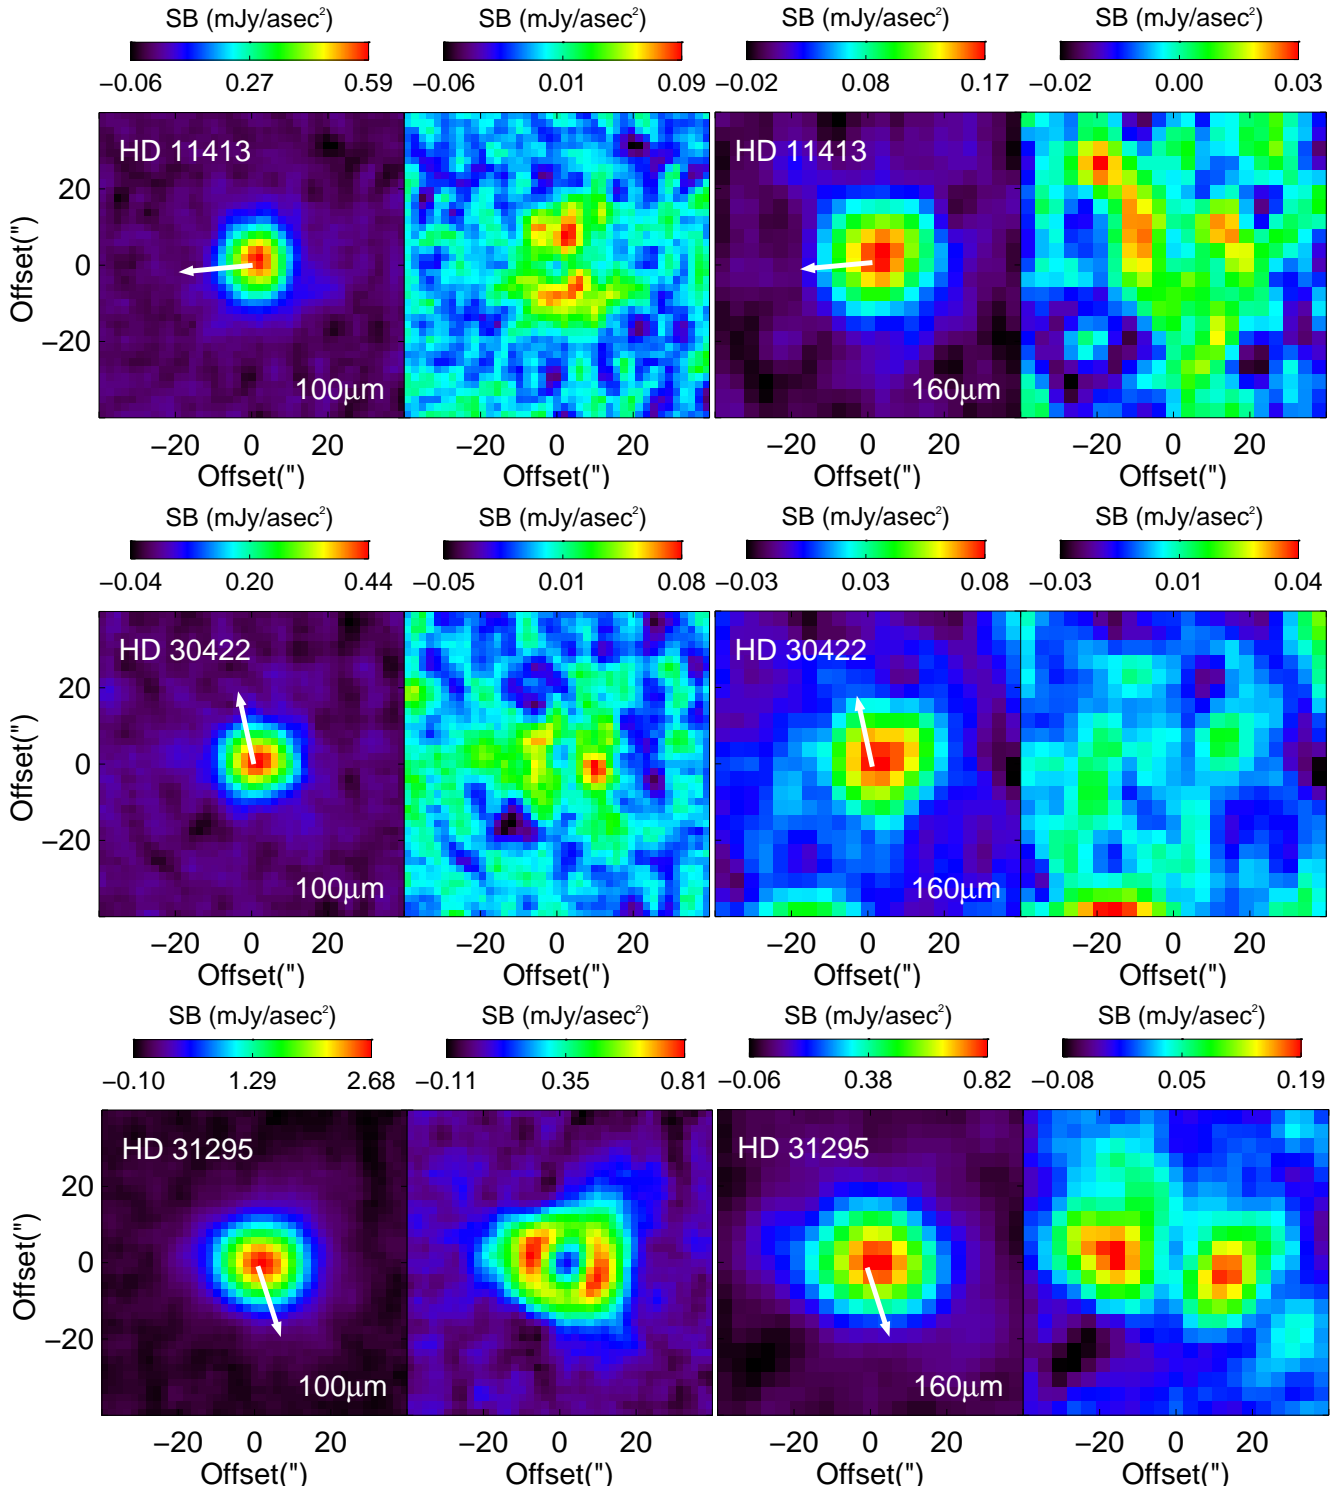 SB (mJy/asec²) SB (mJy/asec²) SB (mJy/asec²) SB (mJy/asec²)
−0.06 0.27 0.59 −0.06 0.01 0.09 −0.02 0.08 0.17 −0.02 0.00 0.03
HD 11413 HD 11413
20
0
−20
Offset(")
100μm 160μm
−20 0 20 −20 0 20 −20 0 20 −20 0 20
Offset(") Offset(") Offset(") Offset(")
SB (mJy/asec²) SB (mJy/asec²) SB (mJy/asec²) SB (mJy/asec²)
−0.04 0.20 0.44 −0.05 0.01 0.08 −0.03 0.03 0.08 −0.03 0.01 0.04
HD 30422 HD 30422
20
0
−20
Offset(")
100μm 160μm
−20 0 20 −20 0 20 −20 0 20 −20 0 20
Offset(") Offset(") Offset(") Offset(")
SB (mJy/asec²) SB (mJy/asec²) SB (mJy/asec²) SB (mJy/asec²)
−0.10 1.29 2.68 −0.11 0.35 0.81 −0.06 0.38 0.82 −0.08 0.05 0.19
HD 31295 HD 31295
20
0
−20
Offset(")
100μm 160μm
−20 0 20 −20 0 20 −20 0 20 −20 0 20
Offset(") Offset(") Offset(") Offset(")